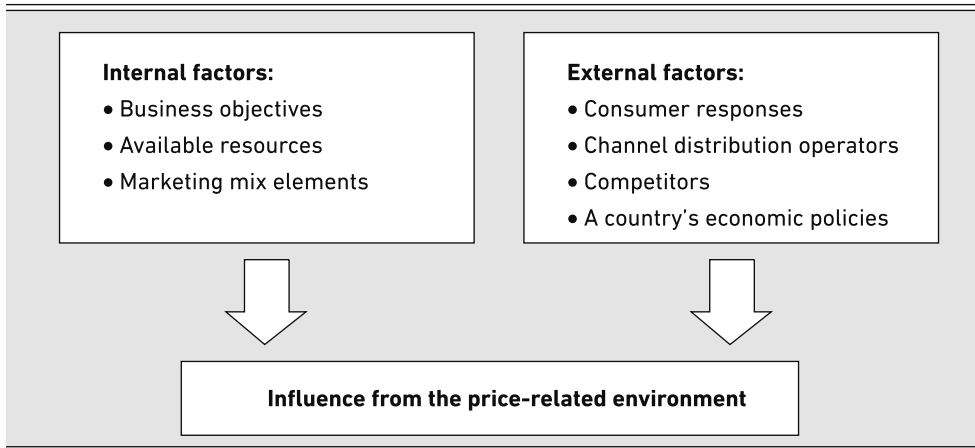 Internal factors:
• Business objectives
• Available resources
• Marketing mix elements
External factors:
• Consumer responses
• Channel distribution operators
• Competitors
• A country’s economic policies
Influence from the price-related environment